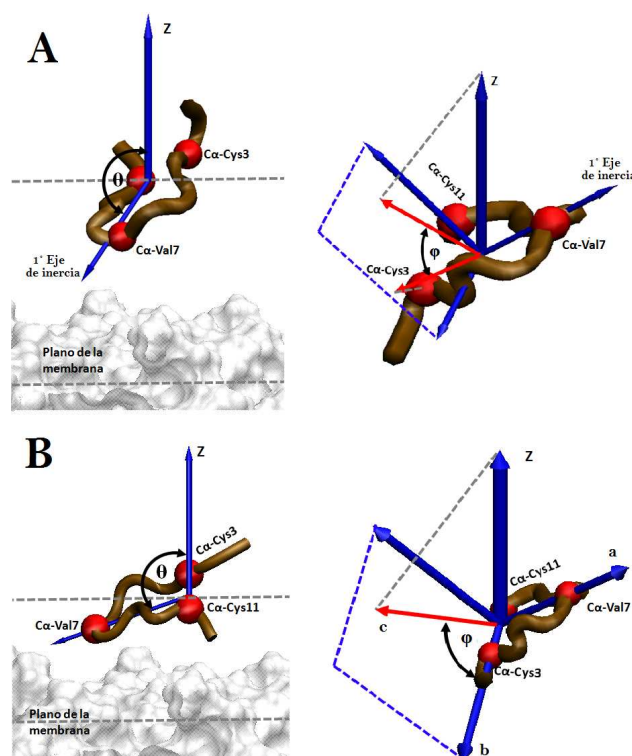 A
Z
Cα-Cys3
θ
Cα-Val7
1° Eje
de inercia
Plano de la
membrana
Z
1° Eje
de inercia
Cα-Cys11
Cα-Val7
φ
Cα-Cys3
B
Z
Cα-Cys3
θ
Cα-Cys11
Cα-Val7
Plano de la
membrana
Z
a
Cα-Cys11
Cα-Val7
c
φ
Cα-Cys3
b